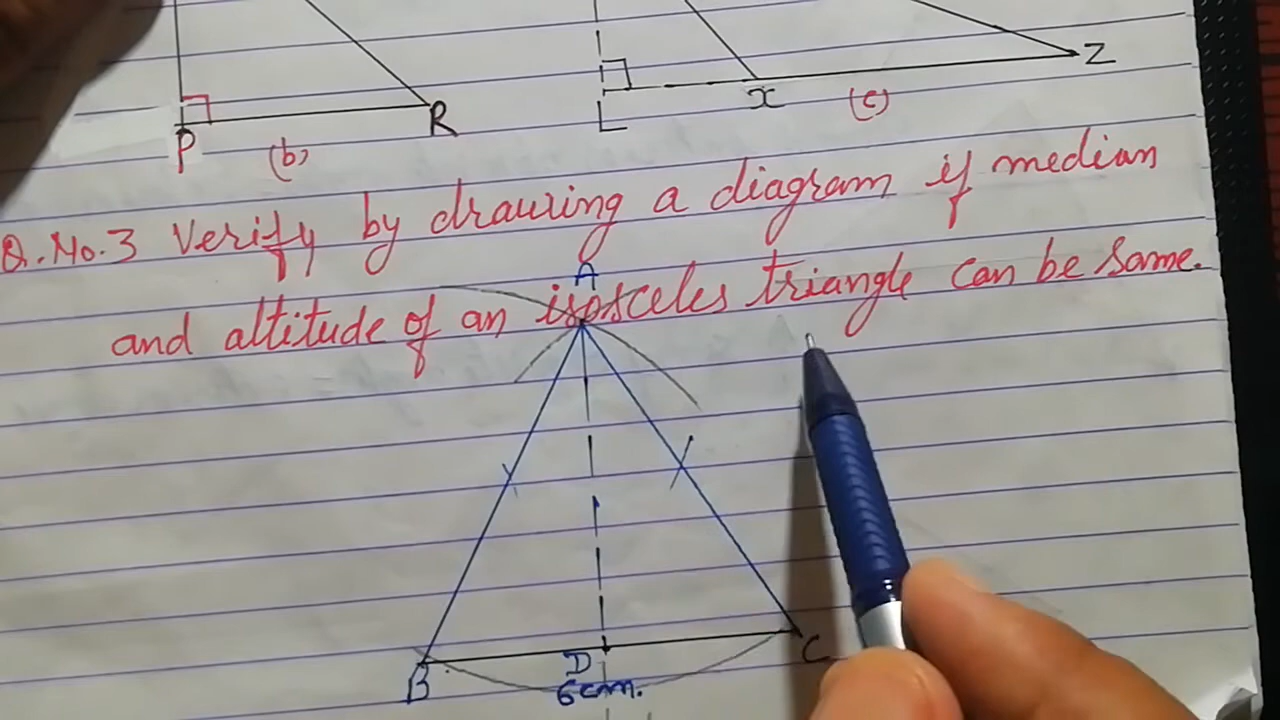 Z
X
(c)
L
R
P
(b)
Q.No.3 Verify by drawing a diagram if median
and altitude of an isosceles triangle can be same.
A
B
D
C
6cm.